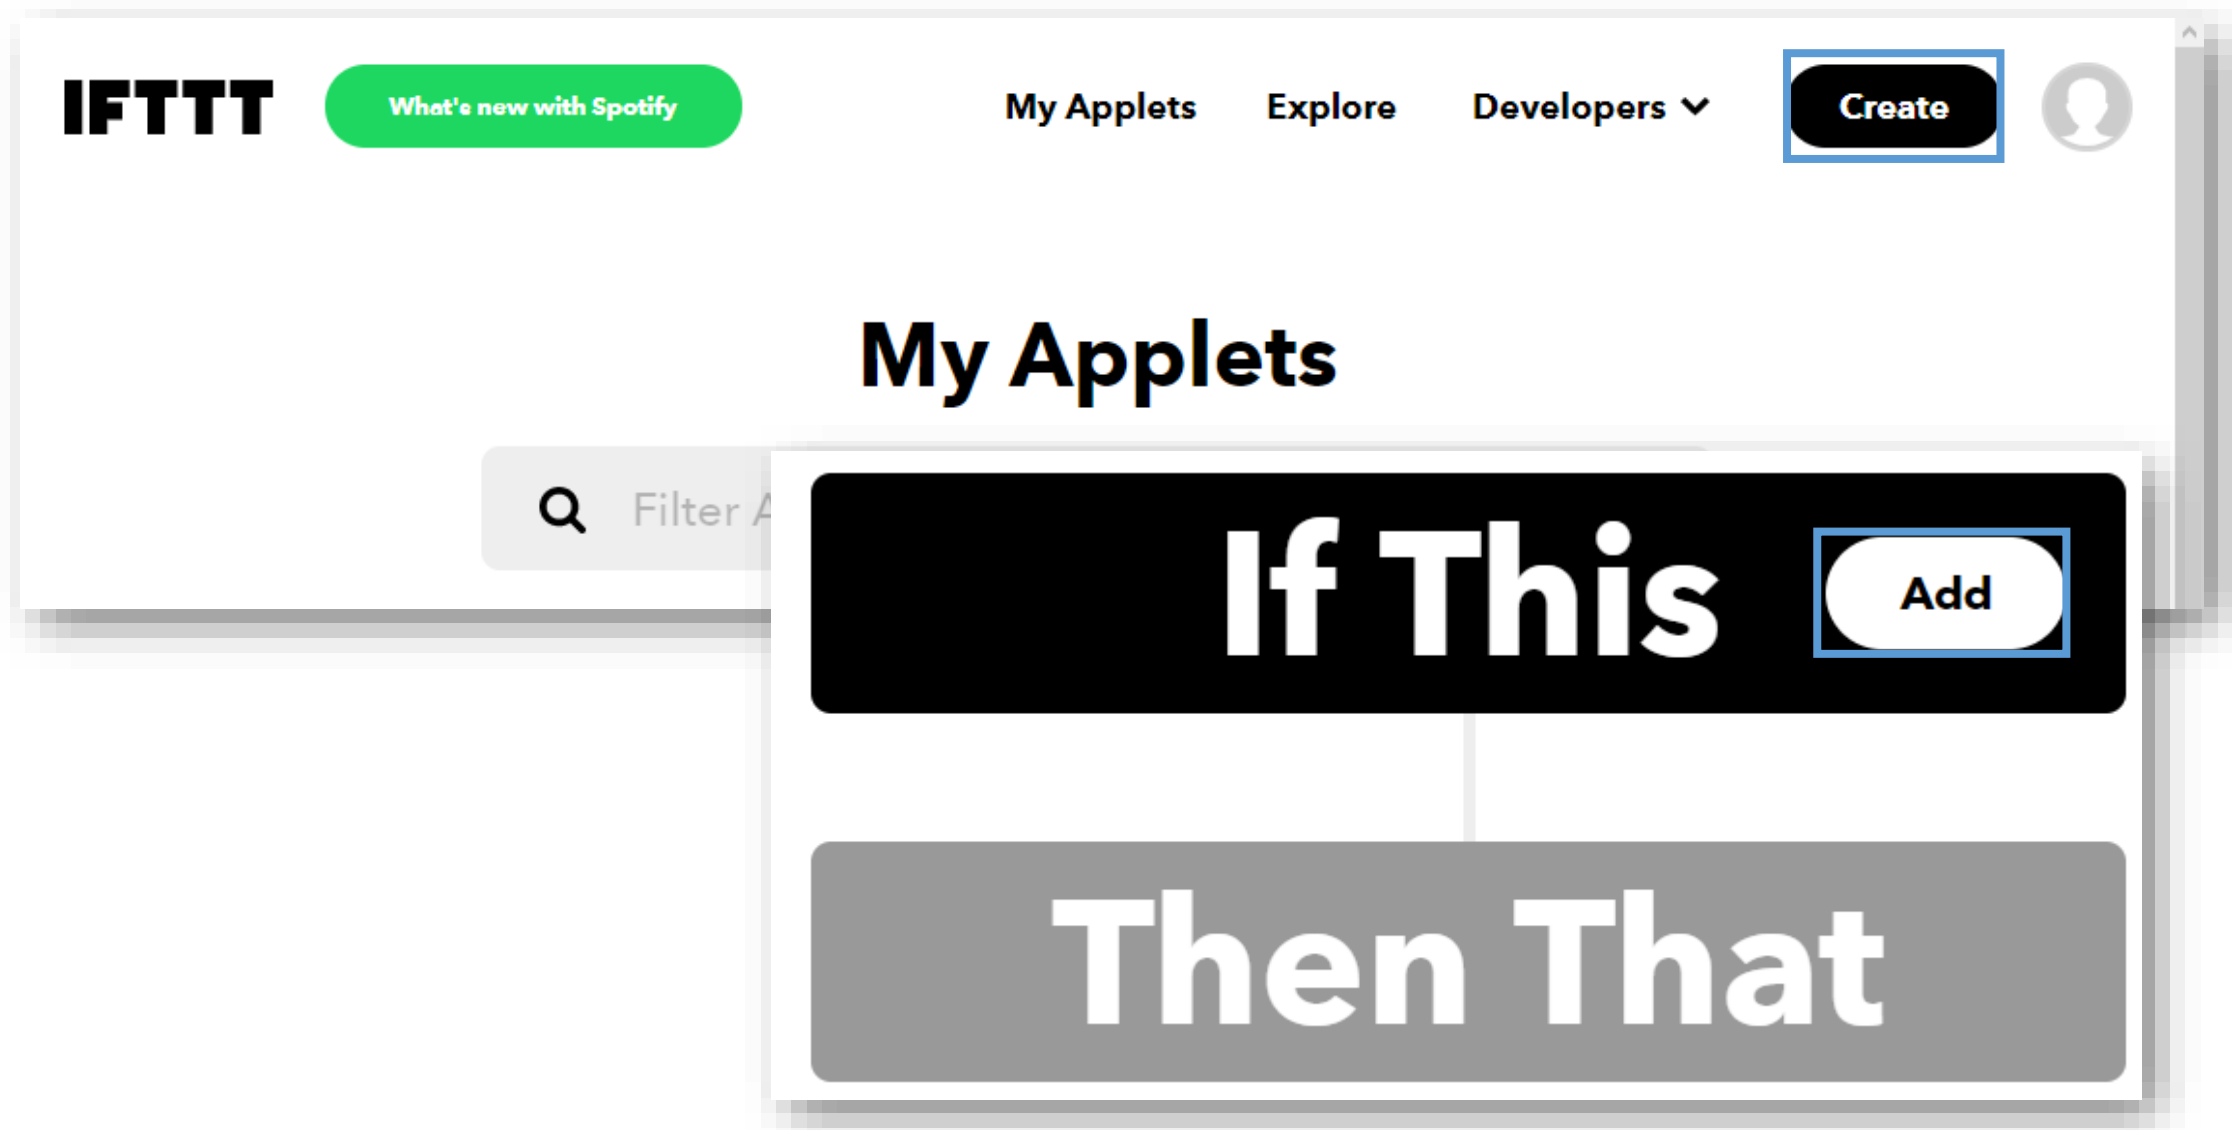 IFTTT What's new with Spotify My Applets Explore Developers Create
My Applets
Filter
If This Add
Then That